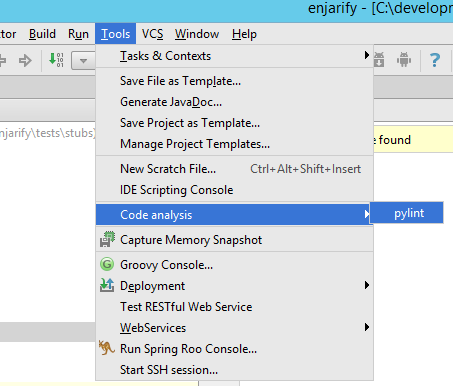 enjarify - [C:\develop
ctor Build Run Tools VCS Window Help
Tasks & Contexts
Save File as Template...
Generate JavaDoc...
njarify\tests\stubs]
Save Project as Template...
e found
Manage Project Templates...
New Scratch File... Ctrl+Alt+Shift+Insert
IDE Scripting Console
Code analysis pylint
Capture Memory Snapshot
Groovy Console...
Deployment
Test RESTful Web Service
WebServices
Run Spring Roo Console...
Start SSH session...